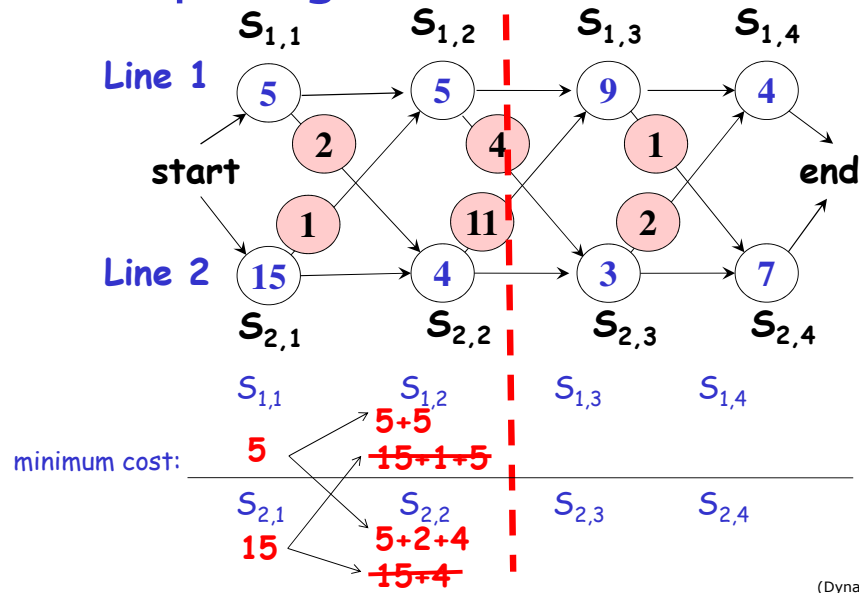 S1,1 S1,2 S1,3 S1,4
Line 1 5 5 9 4
2 4 1
start end
1 11 2
Line 2 15 4 3 7
S2,1 S2,2 S2,3 S2,4
S1,1 S1,2 S1,3 S1,4
5+5
5 15+1+5
minimum cost:
S2,1 S2,2 S2,3 S2,4
15 5+2+4
15+4
(Dyna